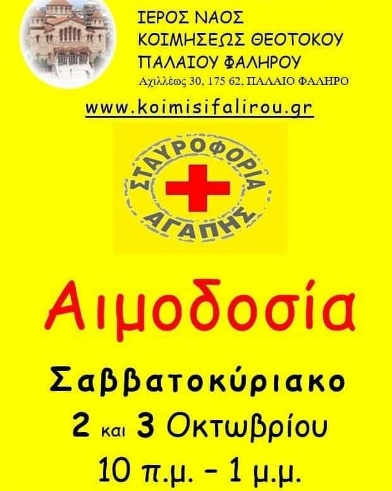 ΙΕΡΟΣ ΝΑΟΣ
ΚΟΙΜΗΣΕΩΣ ΘΕΟΤΟΚΟΥ
ΠΑΛΑΙΟΥ ΦΑΛΗΡΟΥ
Αχιλλέως 30, 175 62, ΠΑΛΑΙΟ ΦΑΛΗΡΟ
www.koimisifalirou.gr
ΣΤΑΥΡΟΦΟΡΙΑ
ΑΓΑΠΗΣ
Αιμοδοσία
Σαββατοκύριακο
2 και 3 Οκτωβρίου
10 π.μ. – 1 μ.μ.